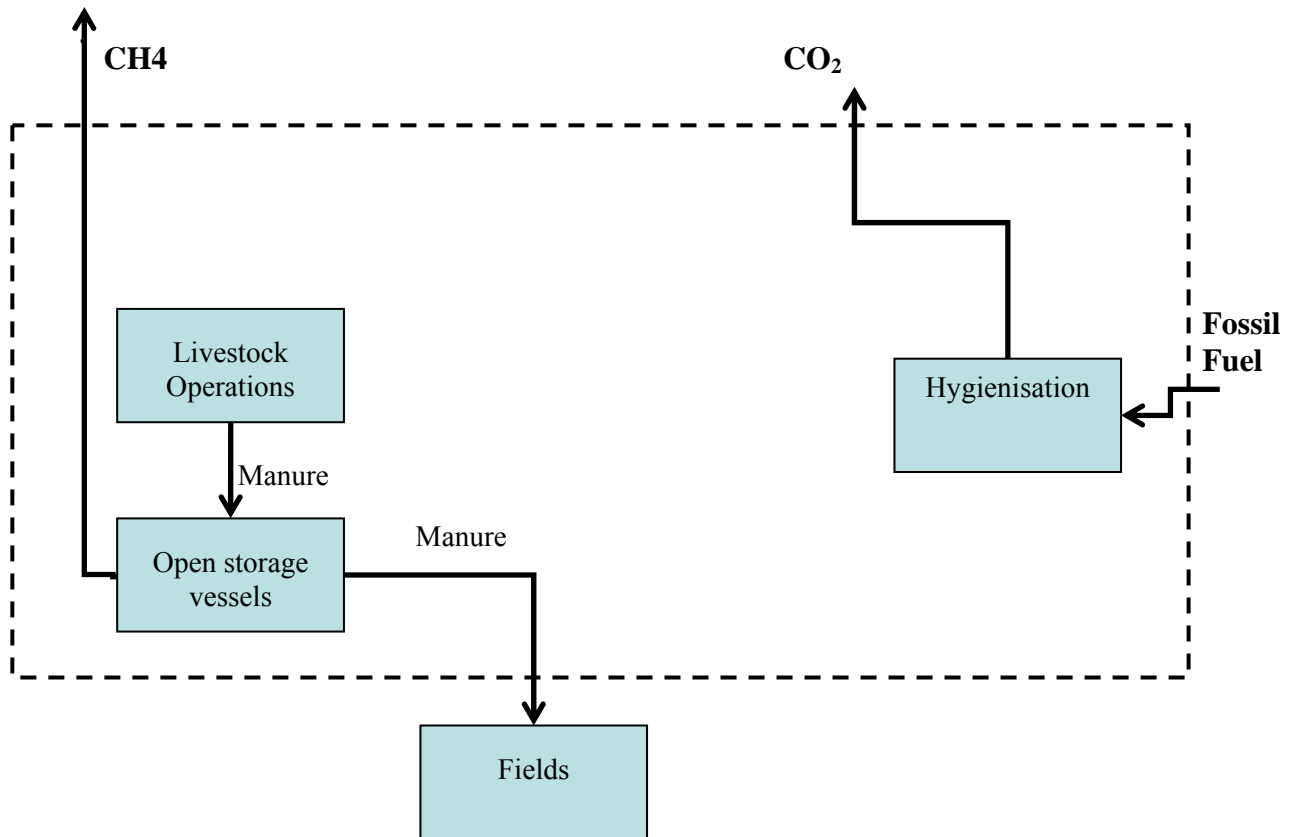 CH4
CO₂
Livestock
Operations
Fossil
Fuel
Hygienisation
Manure
Open storage
vessels
Manure
Fields